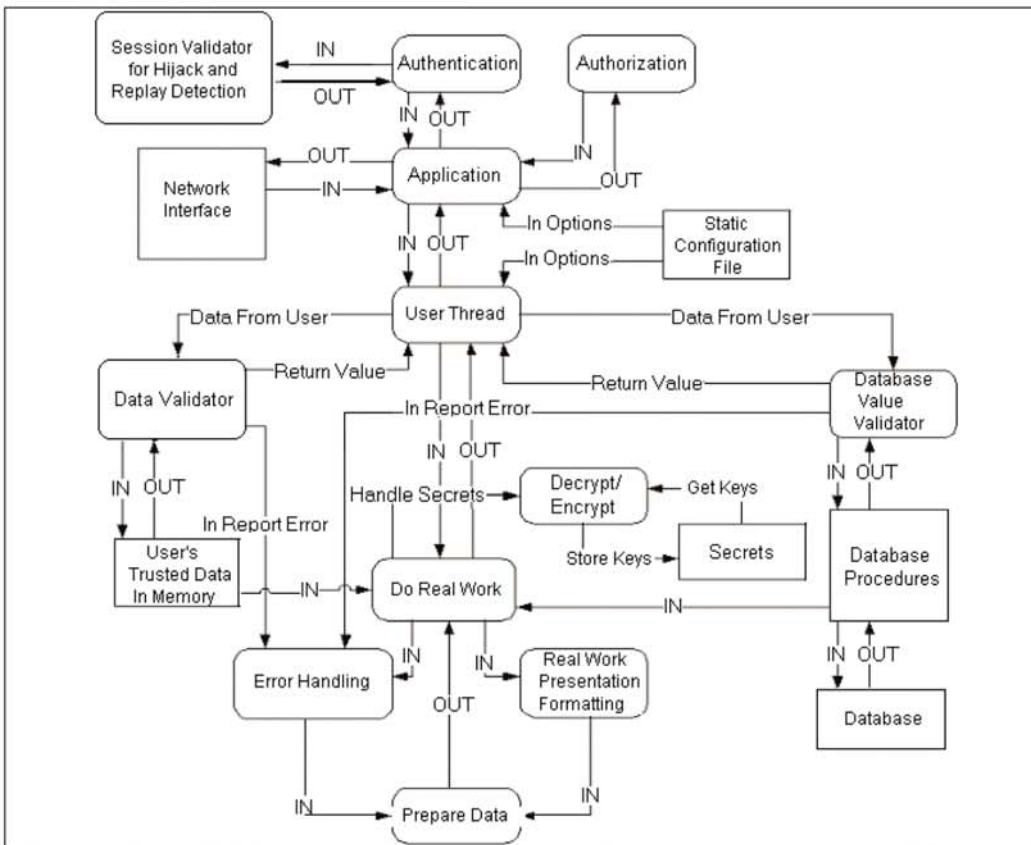 Session Validator
for Hijack and
Replay Detection
IN
OUT
Authentication
Authorization
IN
OUT
IN
OUT
OUT
IN
Network
Interface
Application
In Options
In Options
Static
Configuration
File
IN
OUT
User Thread
Data From User
Data From User
Return Value
Return Value
Data Validator
Database
Value
Validator
In Report Error
IN
OUT
IN
OUT
IN
OUT
Handle Secrets
Decrypt/
Encrypt
Get Keys
In Report Error
Store Keys
Secrets
User's
Trusted Data
In Memory
IN
Do Real Work
IN
Database
Procedures
IN
IN
IN
OUT
Error Handling
OUT
Real Work
Presentation
Formatting
Database
IN
IN
Prepare Data